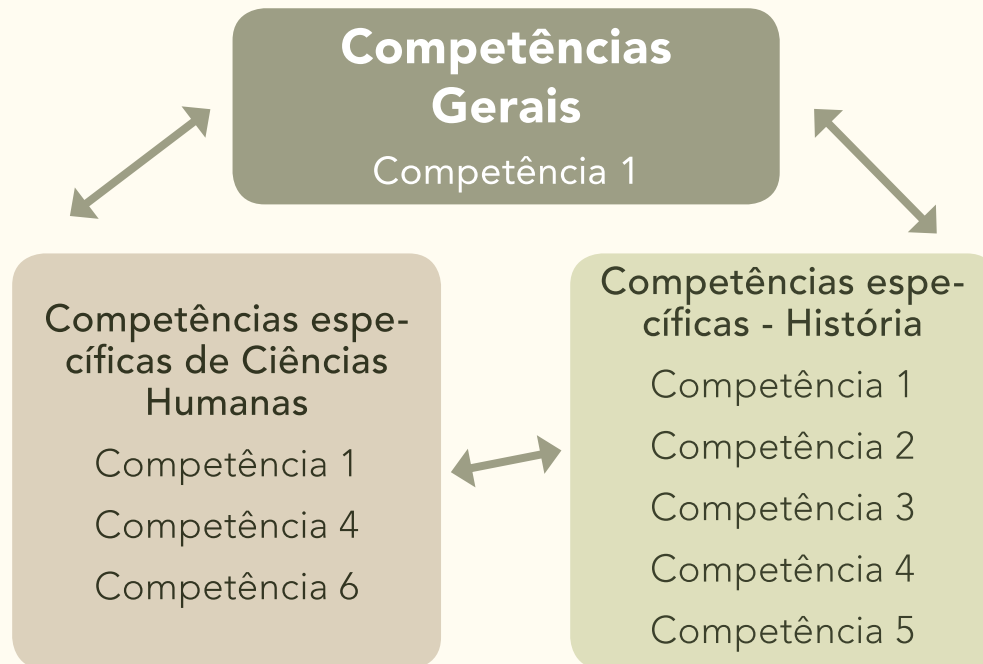 Competências
Gerais
Competência 1
Competências espe-
cíficas de Ciências
Humanas
Competência 1
Competência 4
Competência 6
Competências espe-
cíficas - História
Competência 1
Competência 2
Competência 3
Competência 4
Competência 5